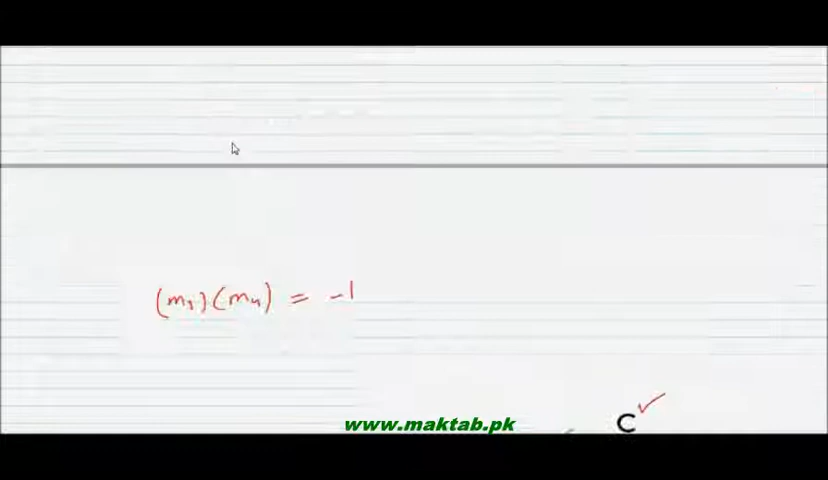 (m₁)(m₄) = -1
C ✓
www.maktab.pk